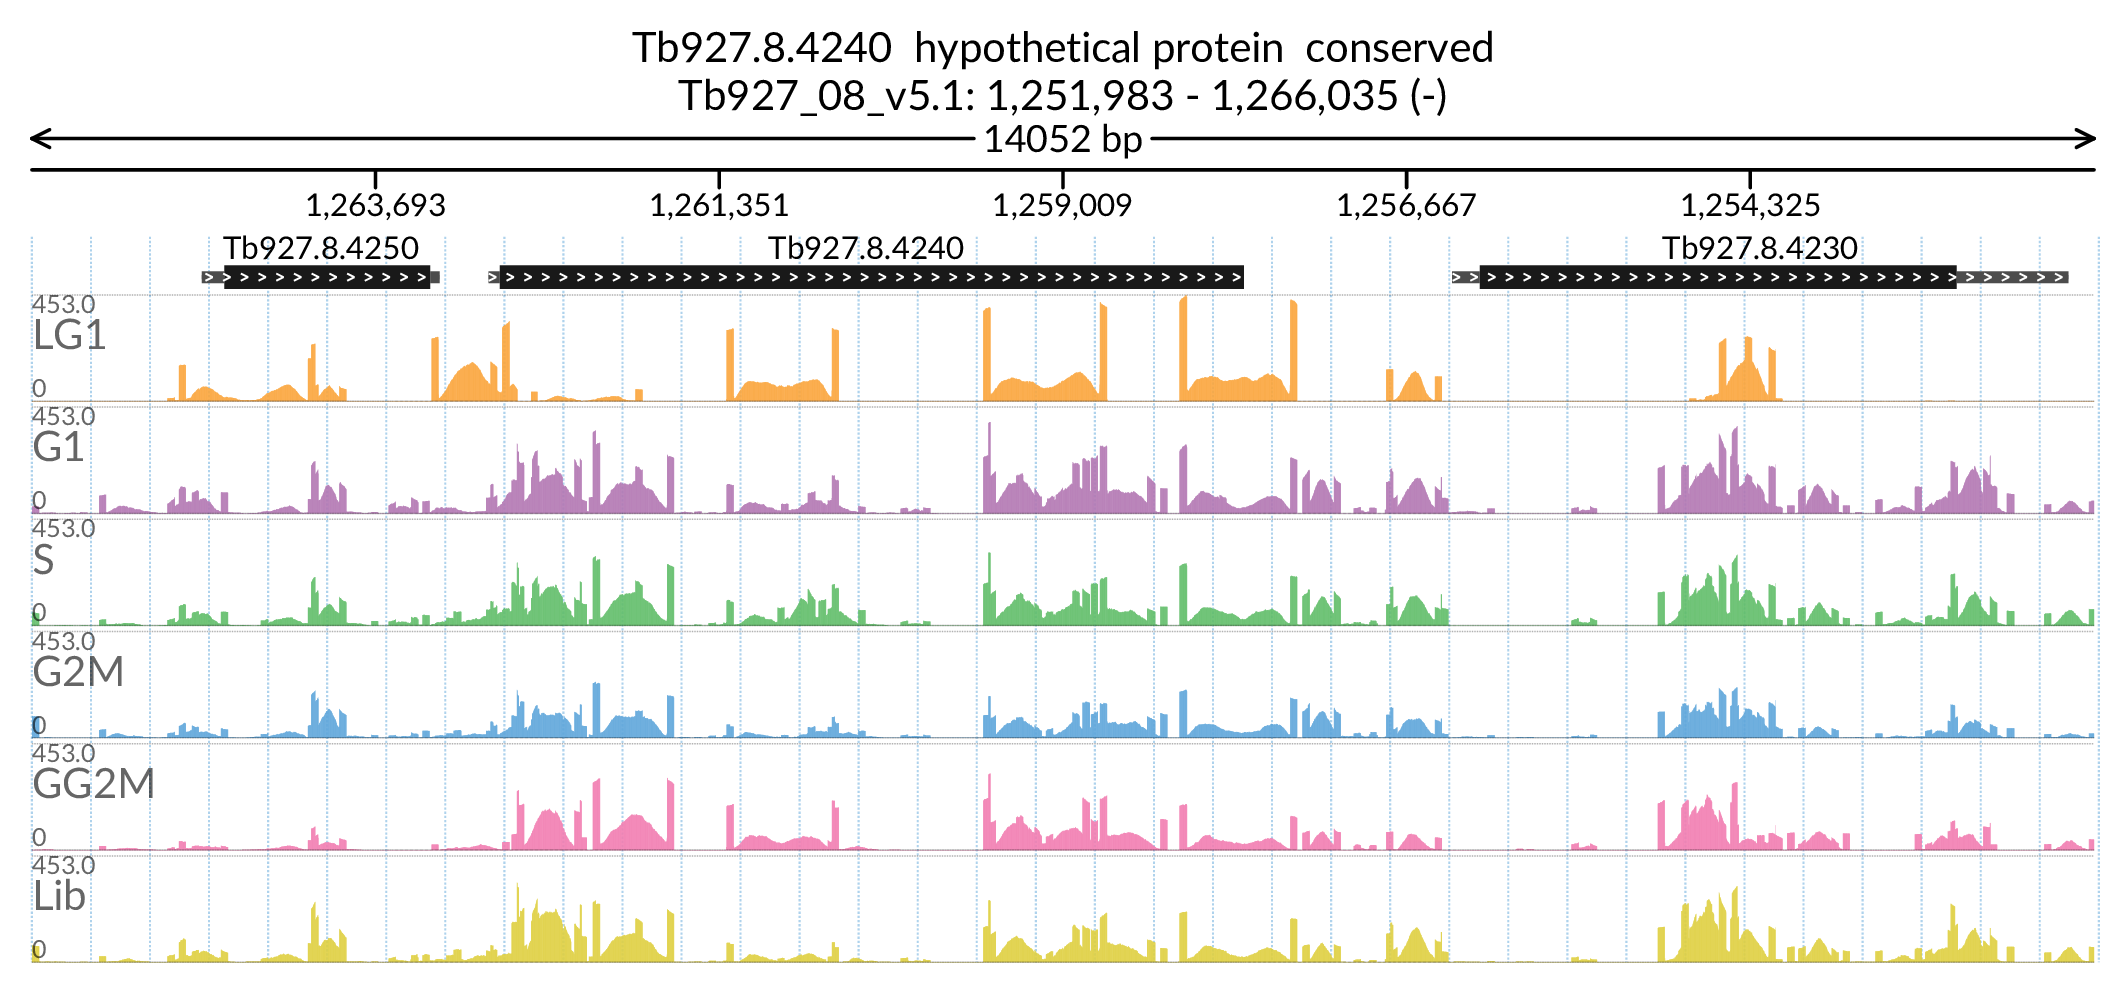 Tb927.8.4240 hypothetical protein conserved
Tb927_08_v5.1: 1,251,983 - 1,266,035 (-)
14052 bp
1,263,693 1,261,351 1,259,009 1,256,667 1,254,325
Tb927.8.4250 Tb927.8.4240 Tb927.8.4230
453.0
LG1
0
453.0
G1
0
453.0
S
0
453.0
G2M
0
453.0
GG2M
0
453.0
Lib
0